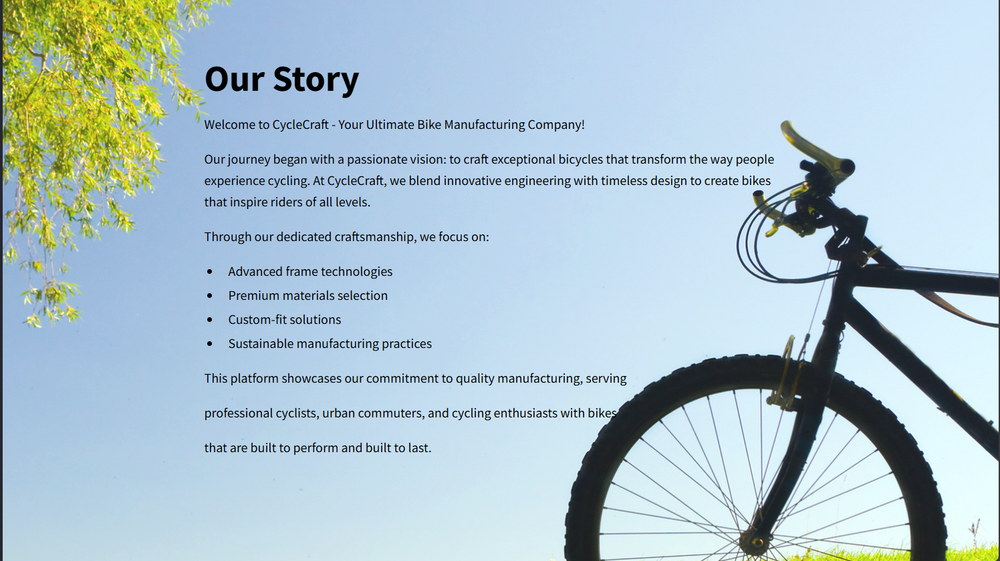 Our Story
Welcome to CycleCraft - Your Ultimate Bike Manufacturing Company!
Our journey began with a passionate vision: to craft exceptional bicycles that transform the way people
experience cycling. At CycleCraft, we blend innovative engineering with timeless design to create bikes
that inspire riders of all levels.
Through our dedicated craftsmanship, we focus on:
• Advanced frame technologies
• Premium materials selection
• Custom-fit solutions
• Sustainable manufacturing practices
This platform showcases our commitment to quality manufacturing, serving
professional cyclists, urban commuters, and cycling enthusiasts with bikes
that are built to perform and built to last.